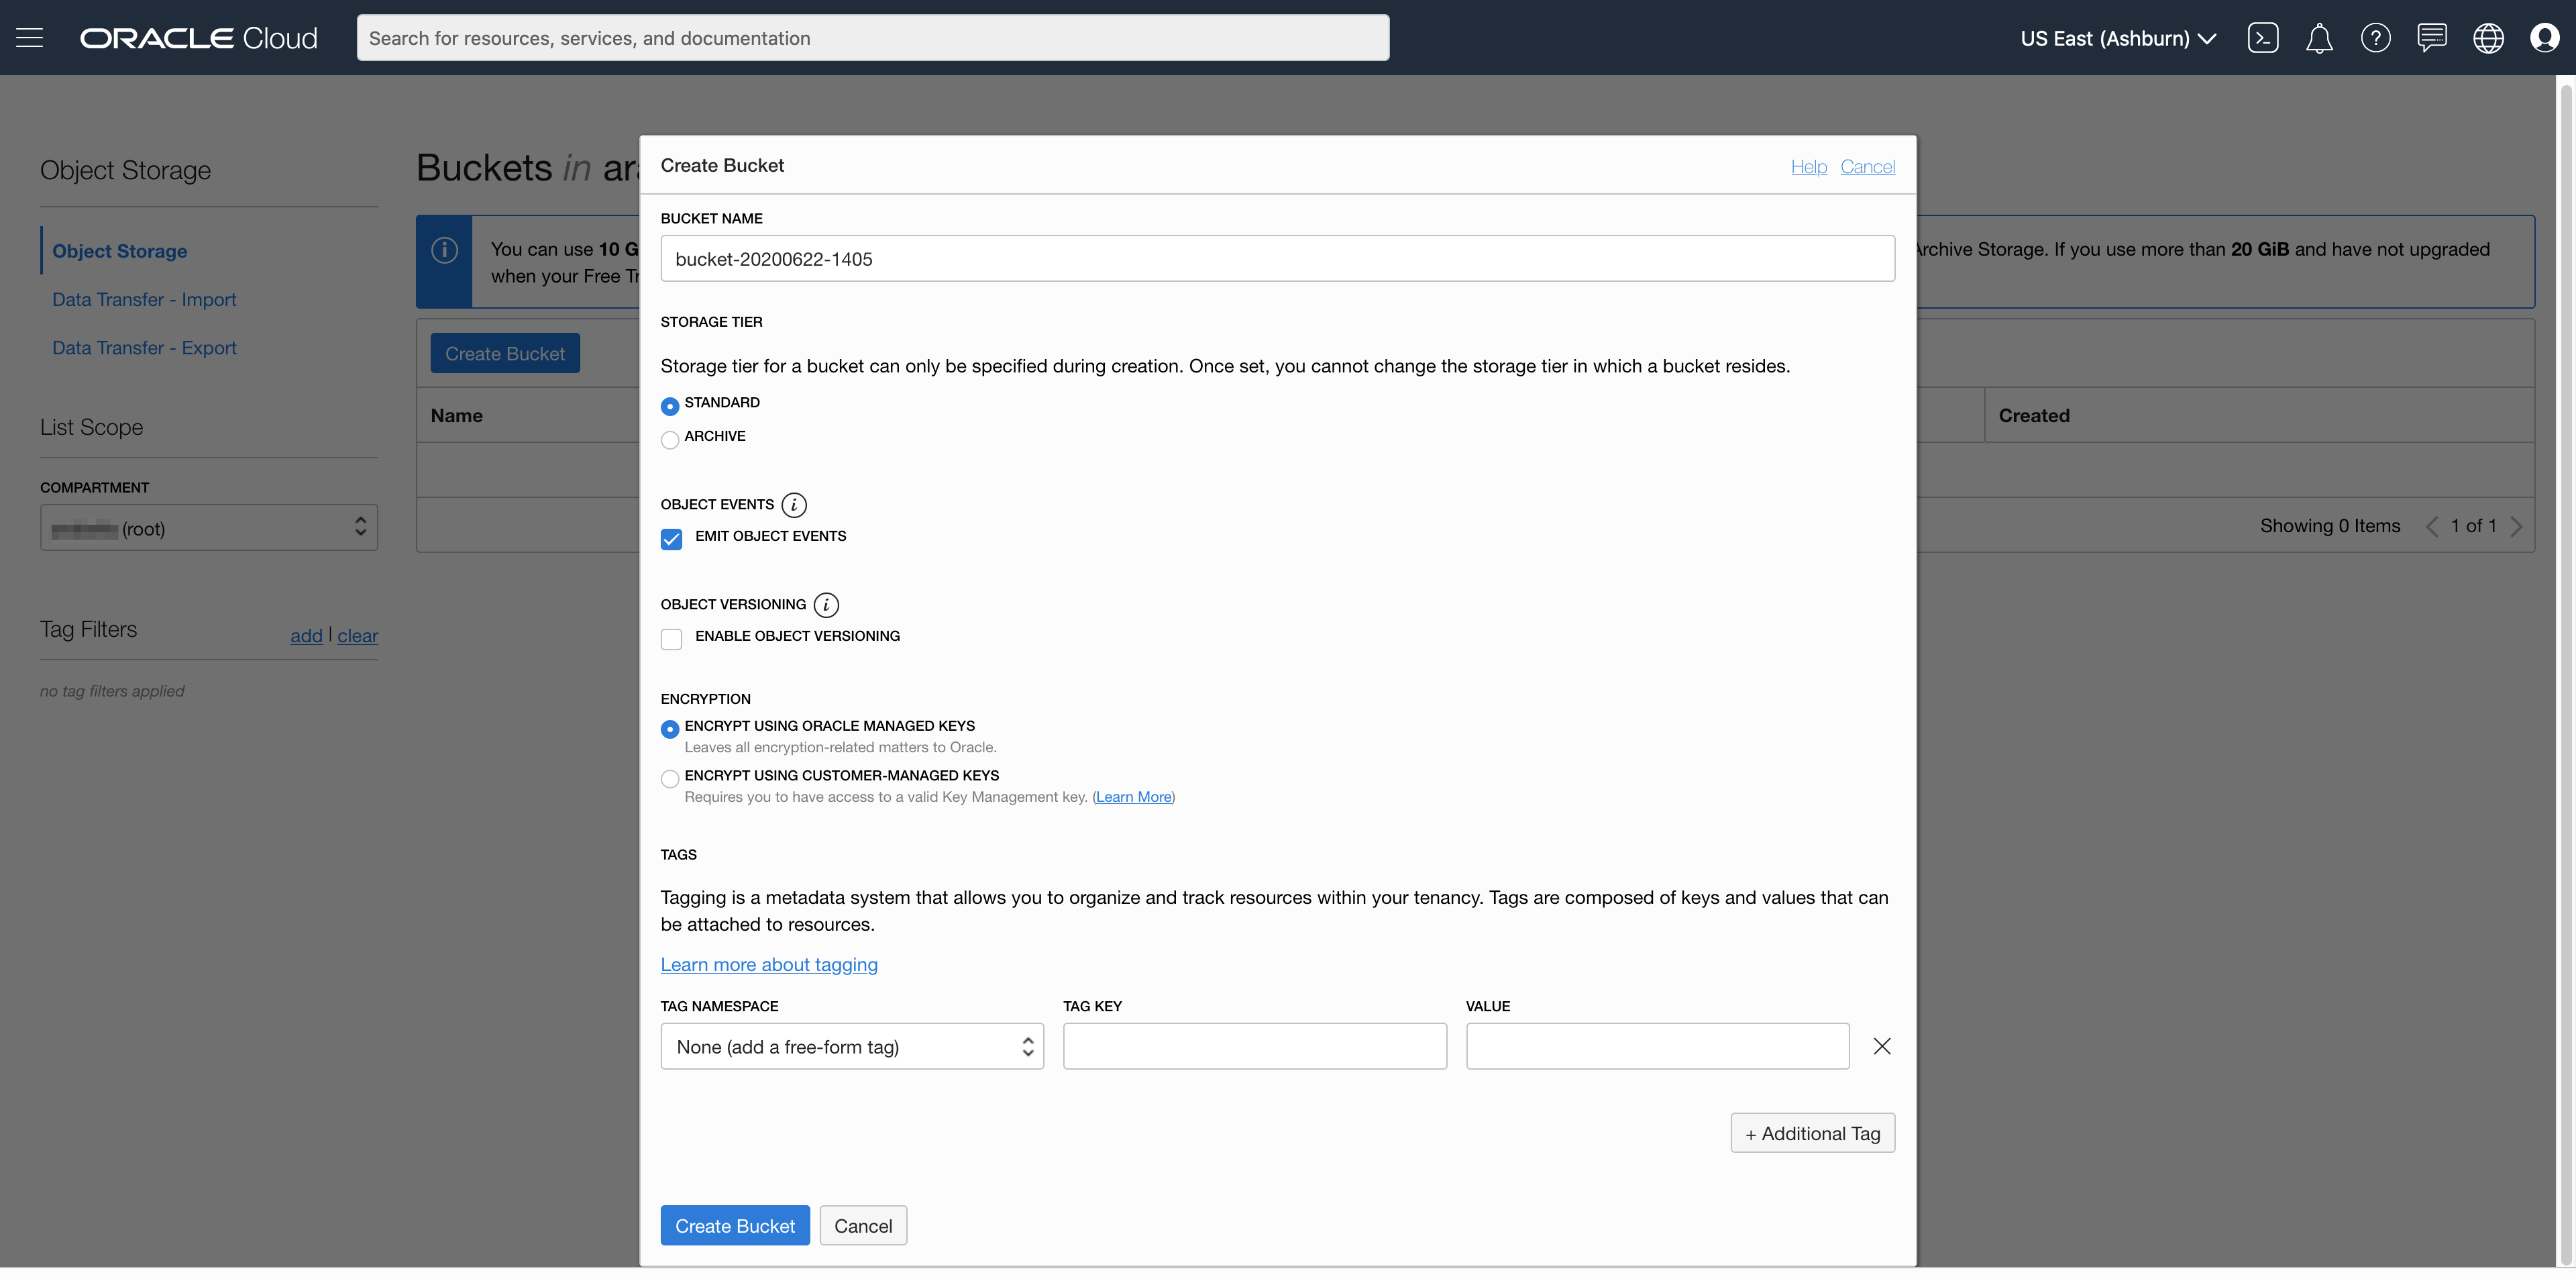 ORACLE Cloud
Search for resources, services, and documentation
US East (Ashburn)
Object Storage
Object Storage
Data Transfer - Import
Data Transfer - Export
List Scope
COMPARTMENT
(root)
Tag Filters
add | clear
no tag filters applied
Buckets in
You can use 10
when your Free
Archive Storage. If you use more than 20 GiB and have not upgraded
Create Bucket
Name
Created
Showing 0 Items
1 of 1
Create Bucket
Help Cancel
BUCKET NAME
bucket-20200622-1405
STORAGE TIER
Storage tier for a bucket can only be specified during creation. Once set, you cannot change the storage tier in which a bucket resides.
STANDARD
ARCHIVE
OBJECT EVENTS i
EMIT OBJECT EVENTS
OBJECT VERSIONING i
ENABLE OBJECT VERSIONING
ENCRYPTION
ENCRYPT USING ORACLE MANAGED KEYS
Leaves all encryption-related matters to Oracle.
ENCRYPT USING CUSTOMER-MANAGED KEYS
Requires you to have access to a valid Key Management key. (Learn More)
TAGS
Tagging is a metadata system that allows you to organize and track resources within your tenancy. Tags are composed of keys and values that can
be attached to resources.
Learn more about tagging
TAG NAMESPACE
TAG KEY
VALUE
None (add a free-form tag)
+ Additional Tag
Create Bucket
Cancel